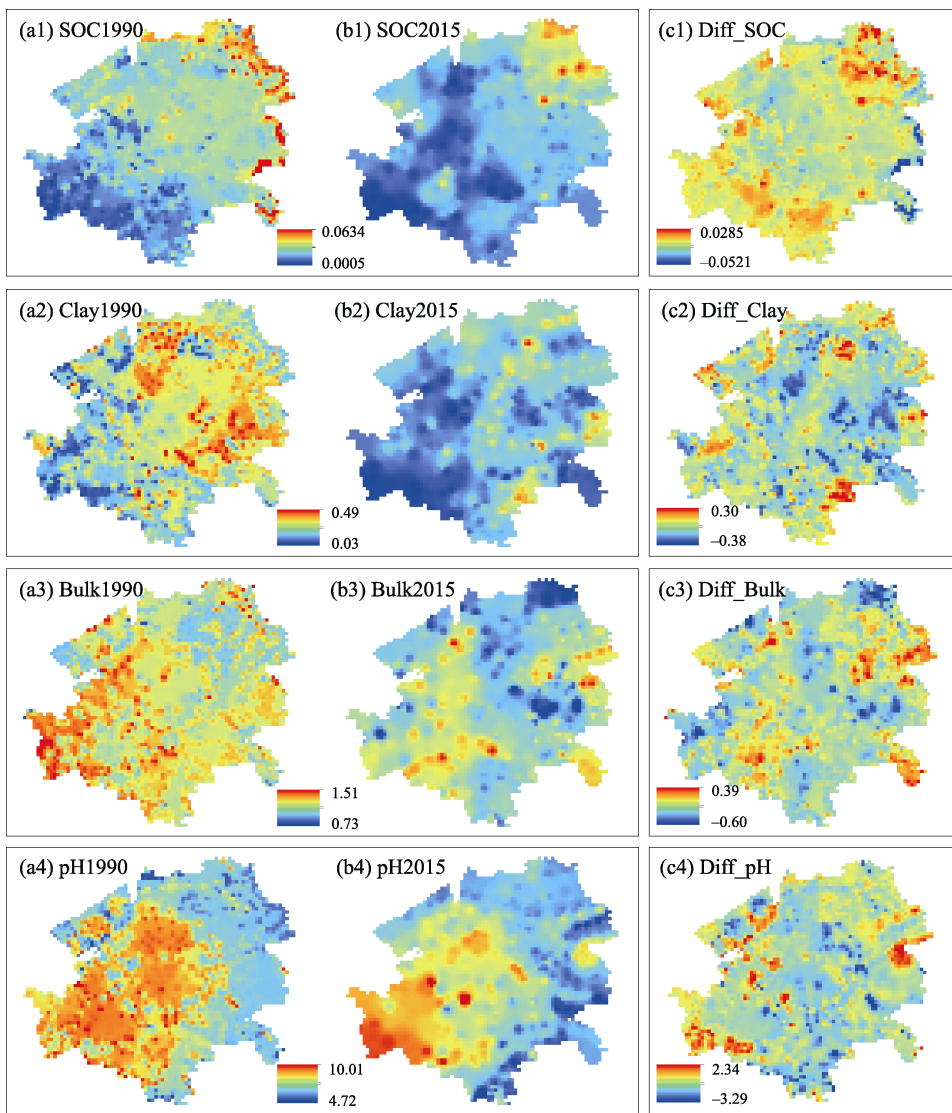 (a1) SOC1990
(b1) SOC2015
(c1) Diff_SOC
0.0634
0.0005
0.0285
−0.0521
(a2) Clay1990
(b2) Clay2015
(c2) Diff_Clay
0.49
0.03
0.30
−0.38
(a3) Bulk1990
(b3) Bulk2015
(c3) Diff_Bulk
1.51
0.73
0.39
−0.60
(a4) pH1990
(b4) pH2015
(c4) Diff_pH
10.01
4.72
2.34
−3.29